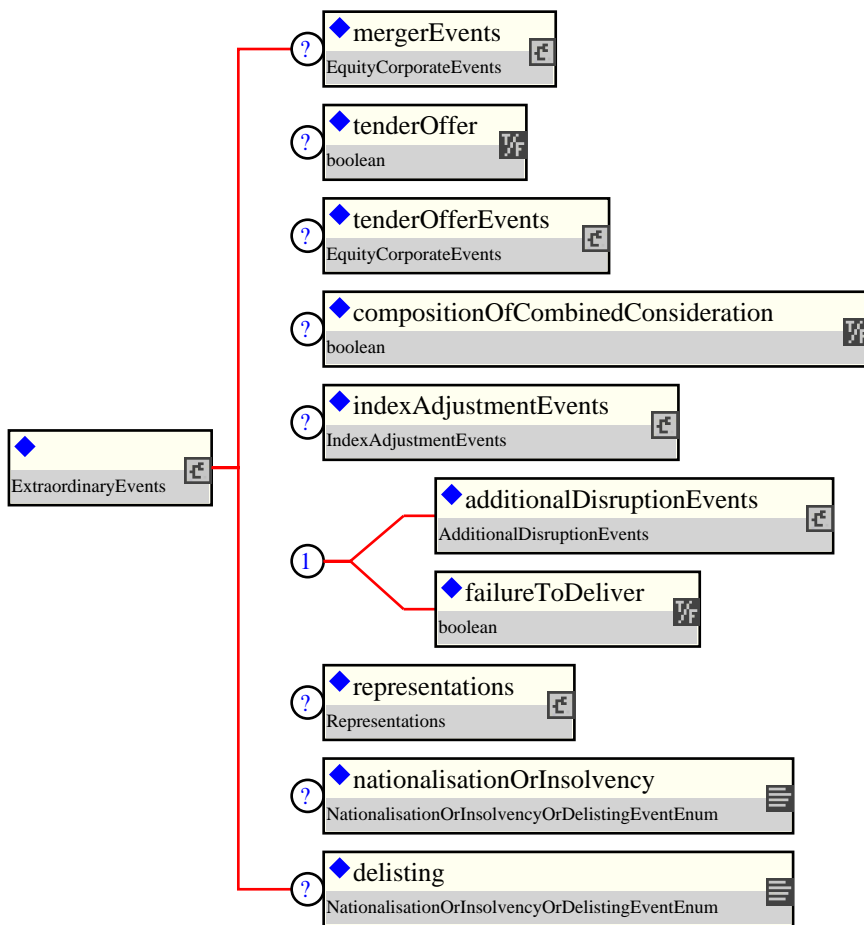 ?
mergerEvents
EquityCorporateEvents
?
tenderOffer
T/F
boolean
?
tenderOfferEvents
EquityCorporateEvents
?
compositionOfCombinedConsideration
T/F
boolean
?
indexAdjustmentEvents
IndexAdjustmentEvents
ExtraordinaryEvents
additionalDisruptionEvents
AdditionalDisruptionEvents
1
failureToDeliver
T/F
boolean
?
representations
Representations
?
nationalisationOrInsolvency
NationalisationOrInsolvencyOrDelistingEventEnum
?
delisting
NationalisationOrInsolvencyOrDelistingEventEnum